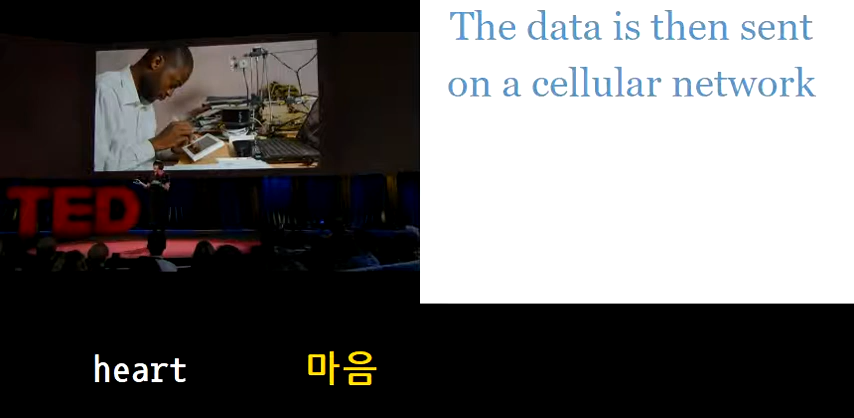 TED
The data is then sent
on a cellular network
heart 마음